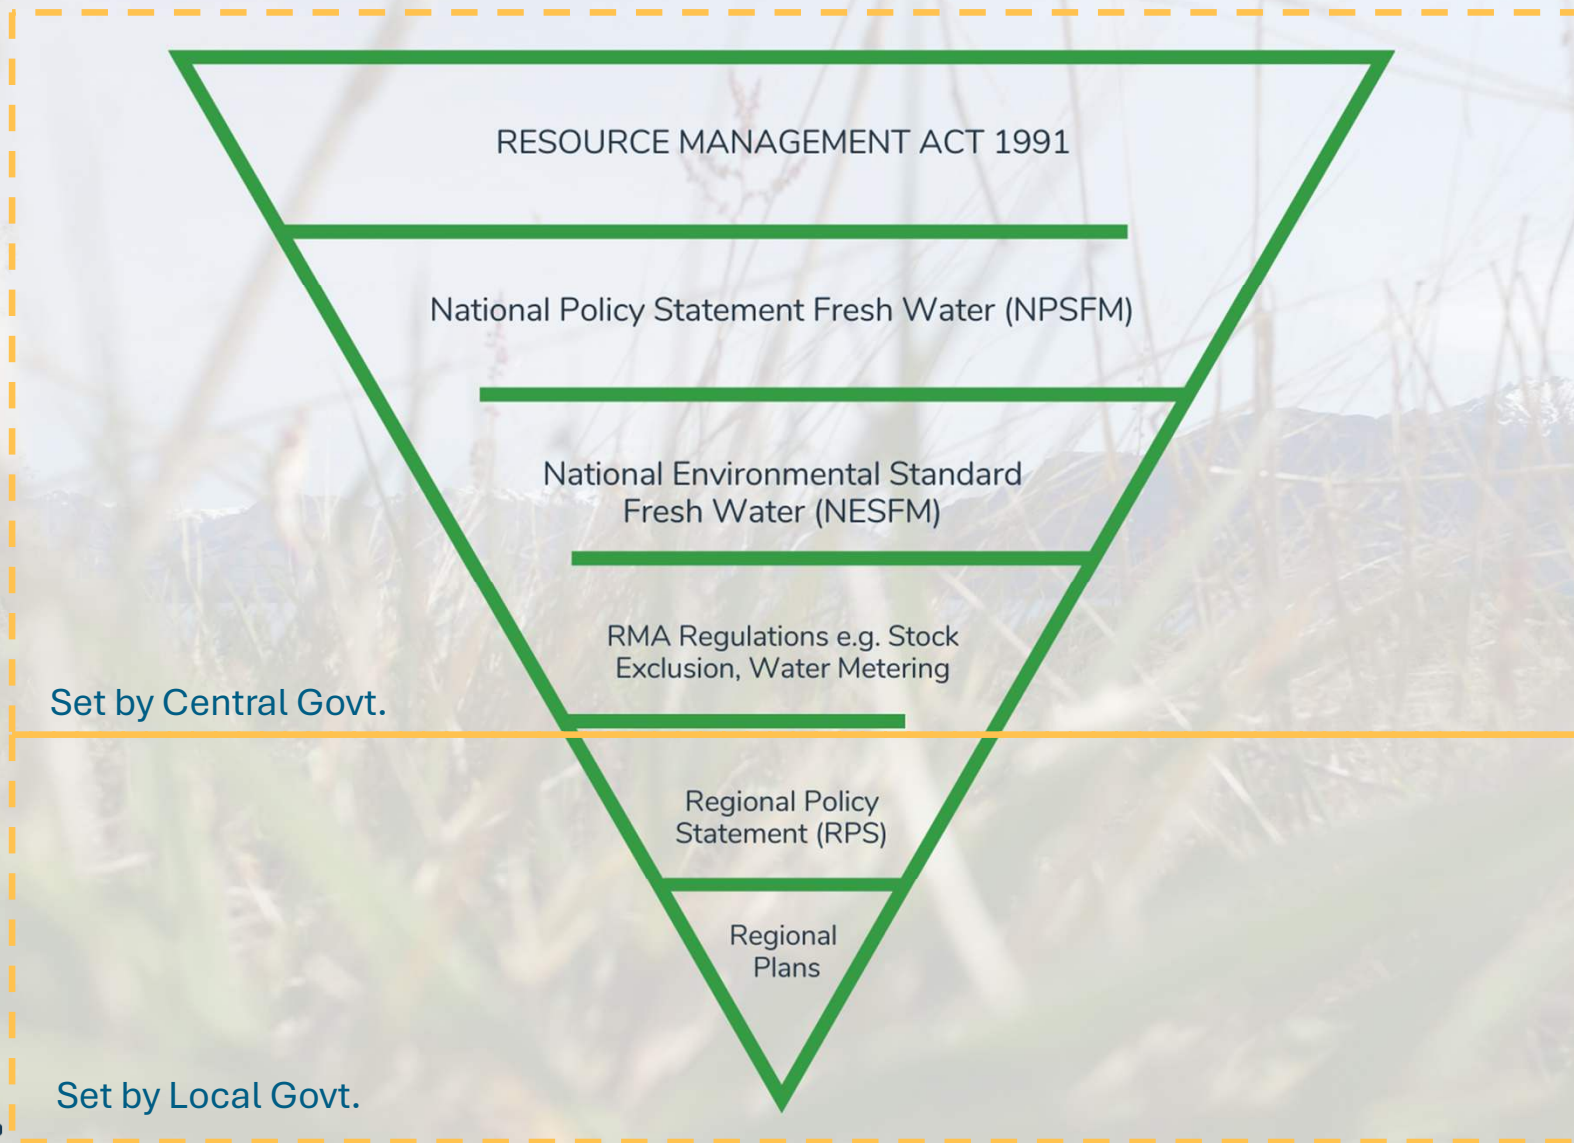 RESOURCE MANAGEMENT ACT 1991
National Policy Statement Fresh Water (NPSFM)
National Environmental Standard
Fresh Water (NESFM)
RMA Regulations e.g. Stock
Exclusion, Water Metering
Set by Central Govt.
Regional Policy
Statement (RPS)
Regional
Plans
Set by Local Govt.